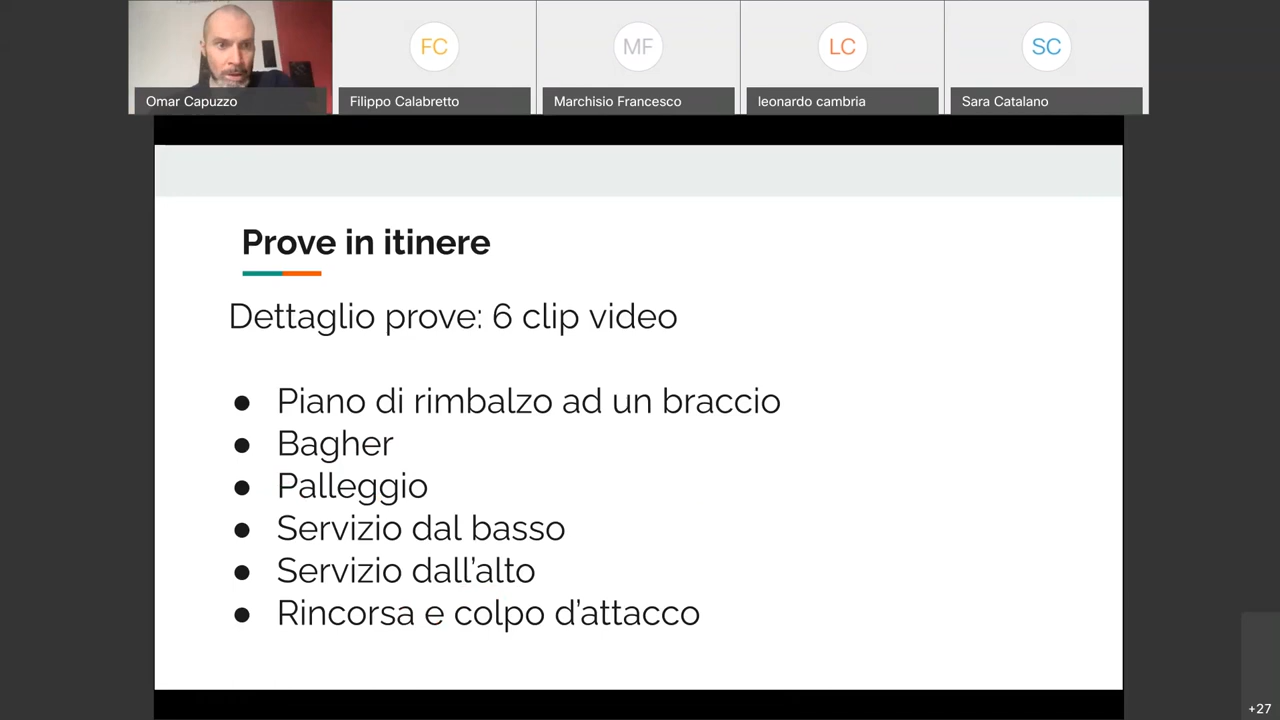 FC
MF
LC
SC
Omar Capuzzo
Filippo Calabretto
Marchisio Francesco
leonardo cambria
Sara Catalano
Prove in itinere
Dettaglio prove: 6 clip video
● Piano di rimbalzo ad un braccio
● Bagher
● Palleggio
● Servizio dal basso
● Servizio dall'alto
● Rincorsa e colpo d'attacco
+27